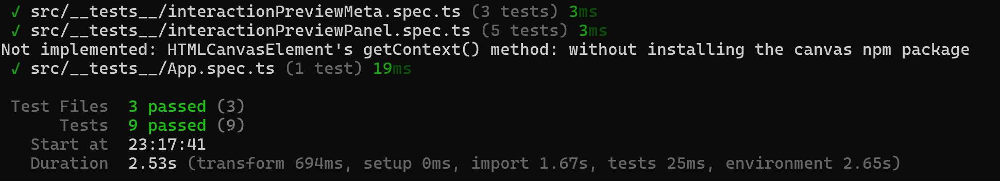 ✓ src/__tests__/interactionPreviewMeta.spec.ts (3 tests) 3ms
✓ src/__tests__/interactionPreviewPanel.spec.ts (5 tests) 3ms
Not implemented: HTMLCanvasElement's getContext() method: without installing the canvas npm package
✓ src/__tests__/App.spec.ts (1 test) 19ms
Test Files 3 passed (3)
Tests 9 passed (9)
Start at 23:17:41
Duration 2.53s (transform 694ms, setup 0ms, import 1.67s, tests 25ms, environment 2.65s)